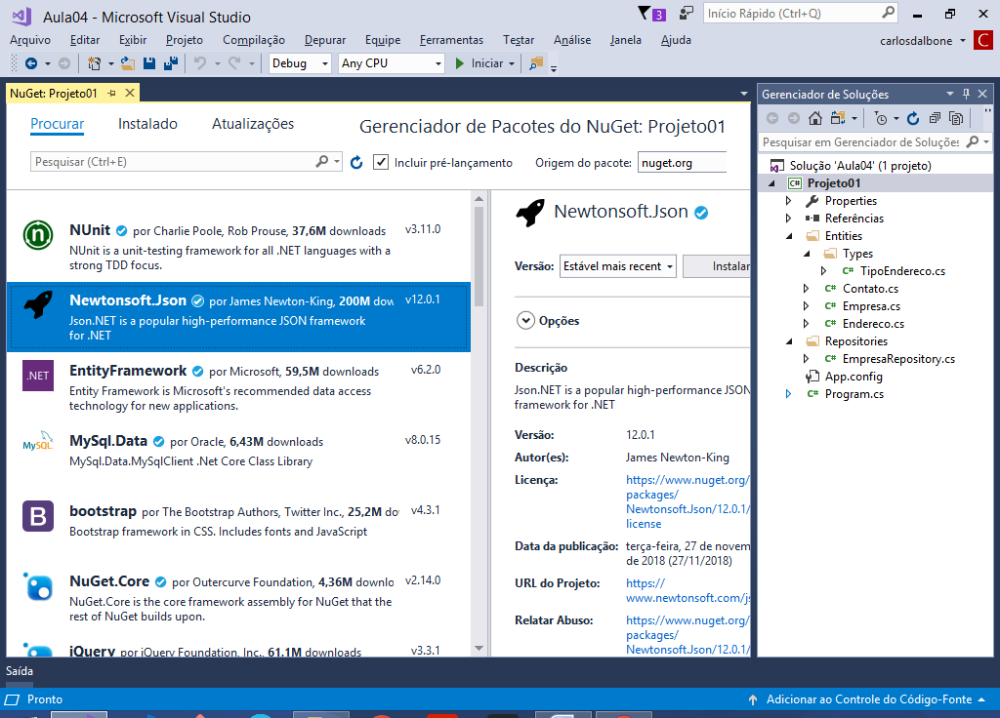 Aula04 - Microsoft Visual Studio
3
Início Rápido (Ctrl+Q)
Arquivo Editar Exibir Projeto Compilação Depurar Equipe Ferramentas Testar Análise Janela Ajuda
carlosdalbone
C
Debug
Any CPU
Iniciar
NuGet: Projeto01
Procurar
Instalado
Atualizações
Gerenciador de Pacotes do NuGet: Projeto01
Pesquisar (Ctrl+E)
Incluir pré-lançamento
Origem do pacote:
nuget.org
n
NUnit por Charlie Poole, Rob Prouse, 37,6M downloads
v3.11.0
NUnit is a unit-testing framework for all .NET languages with a
strong TDD focus.
Newtonsoft.Json por James Newton-King, 200M dow
v12.0.1
Json.NET is a popular high-performance JSON framework
for .NET
.NET
EntityFramework por Microsoft, 59,5M downloads
v6.2.0
Entity Framework is Microsoft's recommended data access
technology for new applications.
MySQL
MySql.Data por Oracle, 6,43M downloads
v8.0.15
MySql.Data.MySqlClient .Net Core Class Library
B
bootstrap por The Bootstrap Authors, Twitter Inc., 25,2M do
v4.3.1
Bootstrap framework in CSS. Includes fonts and JavaScript
NuGet.Core por Outercurve Foundation, 4,36M downlo
v2.14.0
NuGet.Core is the core framework assembly for NuGet that the
rest of NuGet builds upon.
jQuery por jQuery Foundation, Inc., 61,1M downloads
v3.3.1
Newtonsoft.Json
Versão:
Estável mais recent
Instalar
Opções
Descrição
Json.NET is a popular high-performance JSON
framework for .NET
Versão: 12.0.1
Autor(es): James Newton-King
Licença: https://www.nuget.org/
packages/
Newtonsoft.Json/12.0.1/
license
Data da publicação: terça-feira, 27 de novem
de 2018 (27/11/2018)
URL do Projeto: https://
www.newtonsoft.com/js
Relatar Abuso: https://www.nuget.org/
packages/
Newtonsoft.Json/12.0.1/
Gerenciador de Soluções
Pesquisar em Gerenciador de Soluções
Solução 'Aula04' (1 projeto)
C# Projeto01
Properties
Referências
Entities
Types
C# TipoEndereco.cs
C# Contato.cs
C# Empresa.cs
C# Endereco.cs
Repositories
C# EmpresaRepository.cs
App.config
C# Program.cs
Saída
Pronto
Adicionar ao Controle do Código-Fonte